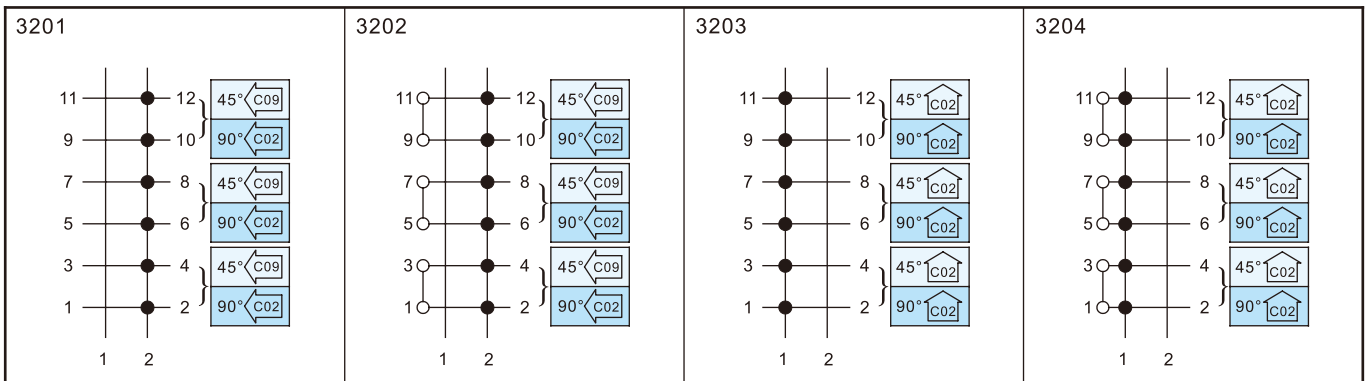 3201
11 12 45° C09
9 10 90° C02
7 8 45° C09
5 6 90° C02
3 4 45° C09
1 2 90° C02
1 2
3202
11 12 45° C09
9 10 90° C02
7 8 45° C09
5 6 90° C02
3 4 45° C09
1 2 90° C02
1 2
3203
11 12 45° C02
9 10 90° C02
7 8 45° C02
5 6 90° C02
3 4 45° C02
1 2 90° C02
1 2
3204
11 12 45° C02
9 10 90° C02
7 8 45° C02
5 6 90° C02
3 4 45° C02
1 2 90° C02
1 2